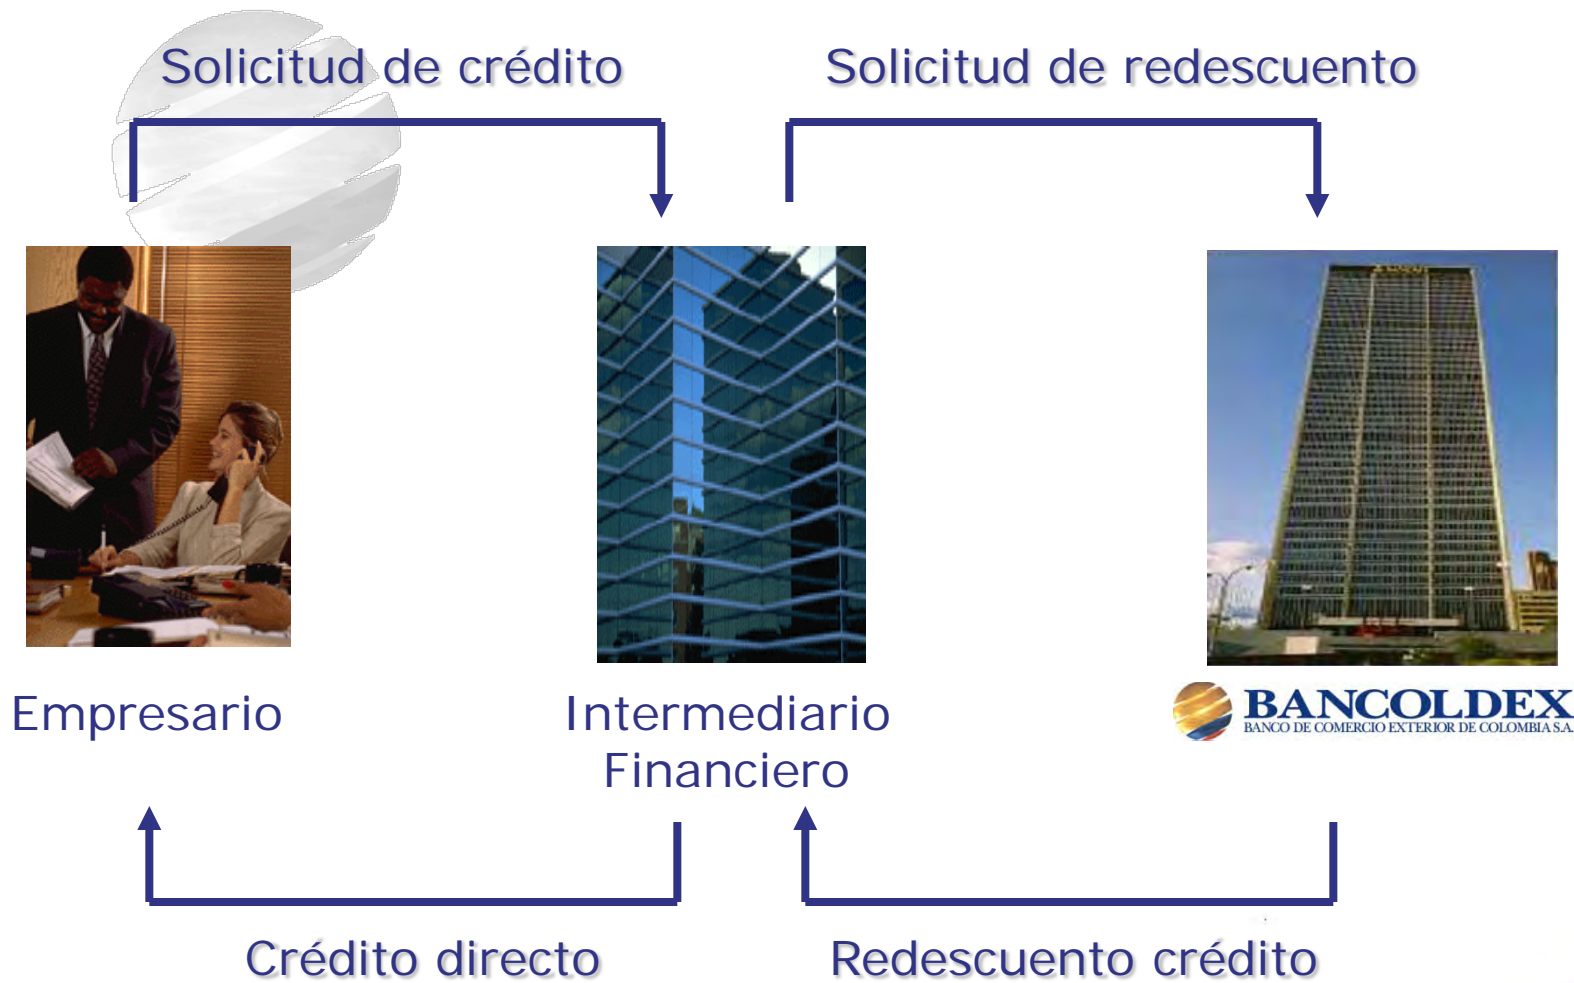 Solicitud de crédito
Solicitud de redescuento
Empresario
Intermediario
Financiero
BANCOLDEX
BANCO DE COMERCIO EXTERIOR DE COLOMBIA S.A.
Crédito directo
Redescuento crédito